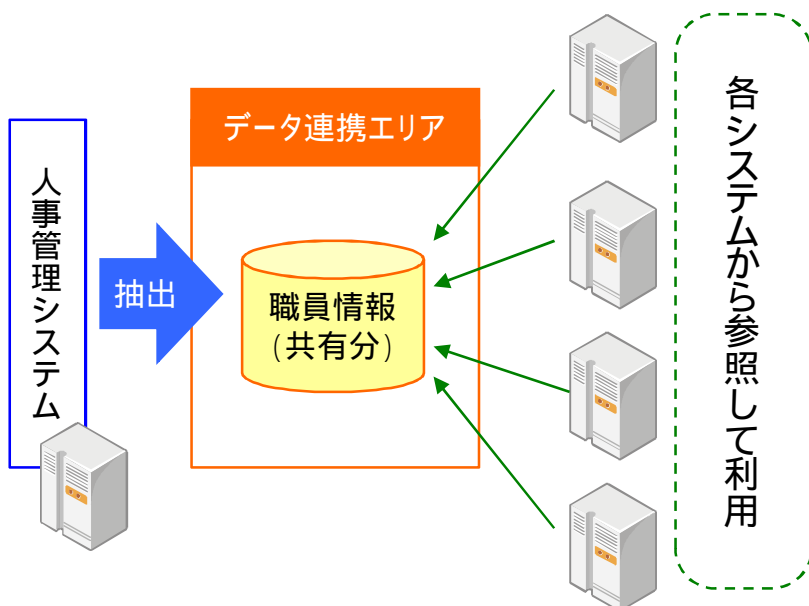 人事管理システム
抽出
データ連携エリア
職員情報
(共有分)
各システムから参照して利用